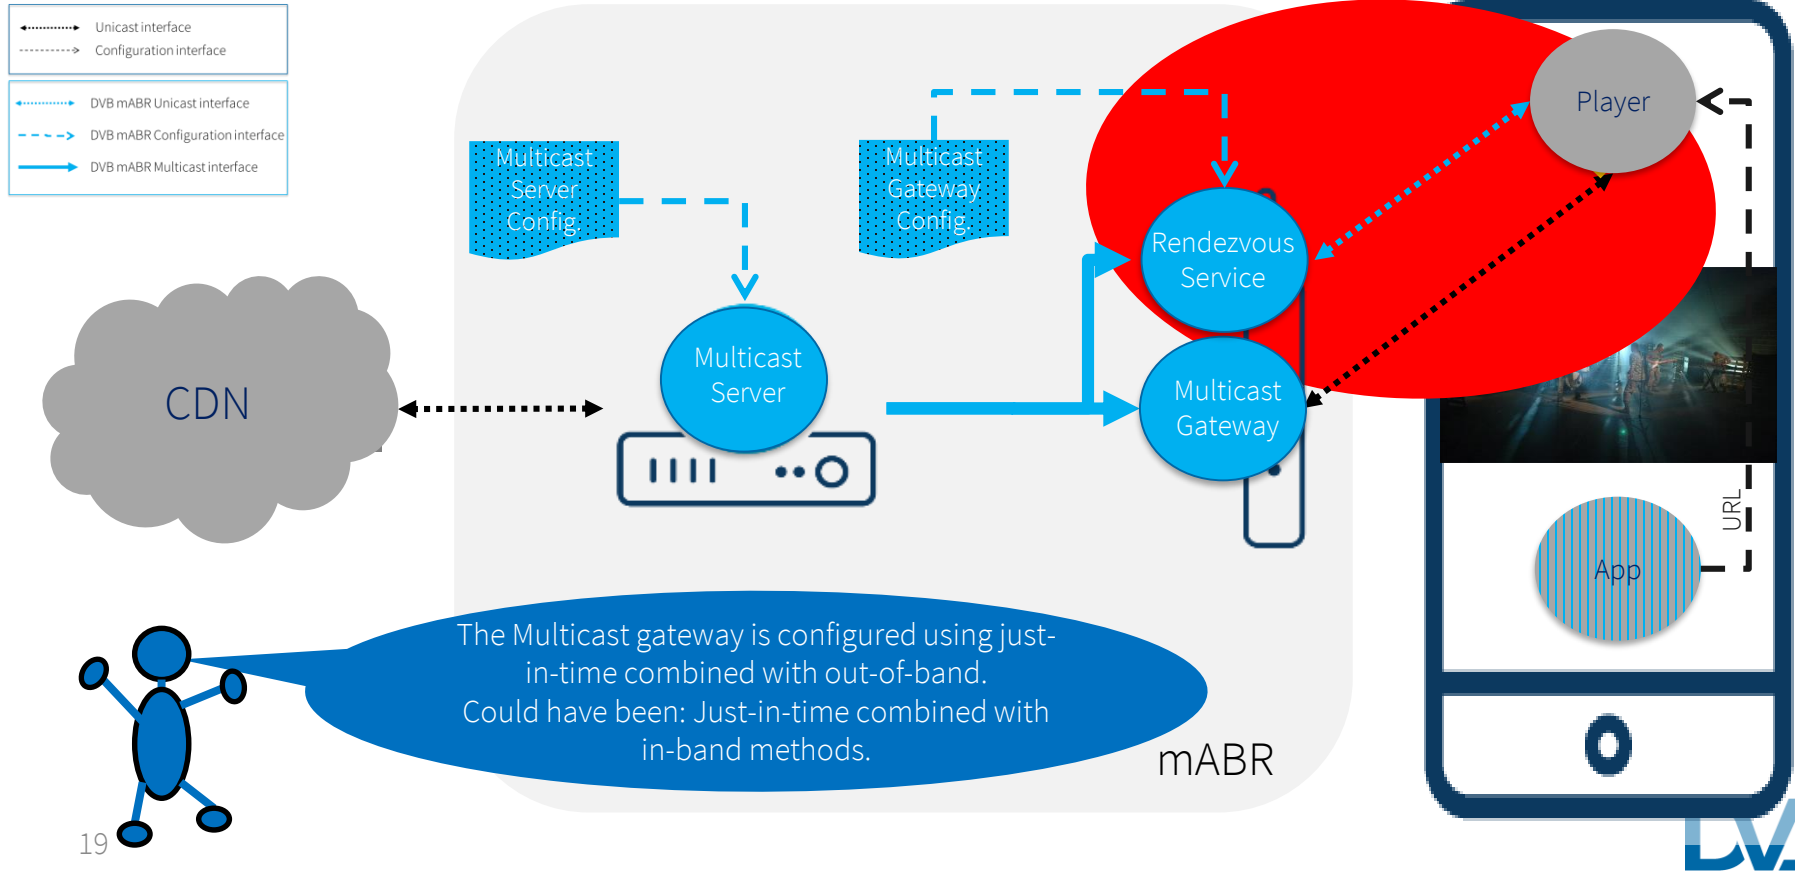 Unicast interface
Configuration interface
DVB mABR Unicast interface
DVB mABR Configuration interface
DVB mABR Multicast interface
Multicast
Server
Config.
Multicast
Gateway
Config.
Player
Rendezvous
Service
Multicast
Server
Multicast
Gateway
CDN
URL
App
The Multicast gateway is configured using just-
in-time combined with out-of-band.
Could have been: Just-in-time combined with
in-band methods.
mABR
19